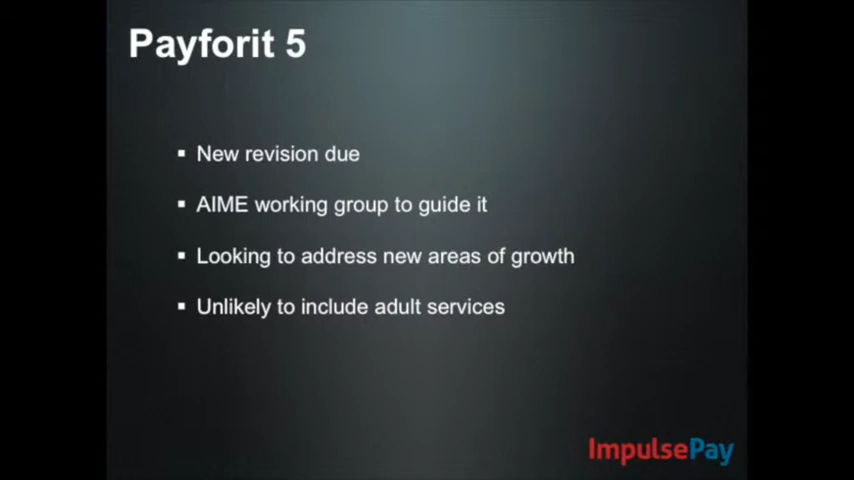 Payforit 5
▪ New revision due
▪ AIME working group to guide it
▪ Looking to address new areas of growth
▪ Unlikely to include adult services
ImpulsePay